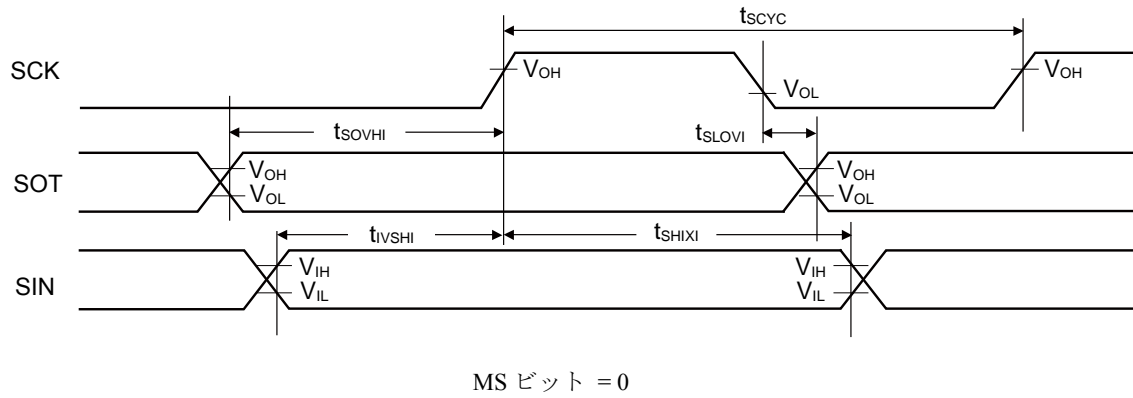 tSCYC
SCK
VOH
VOL
VOH
tSOVHI
tSLOVI
SOT
VOH
VOL
VOH
VOL
tIVSHI
tSHIXI
SIN
VIH
VIL
VIH
VIL
MS ビット = 0